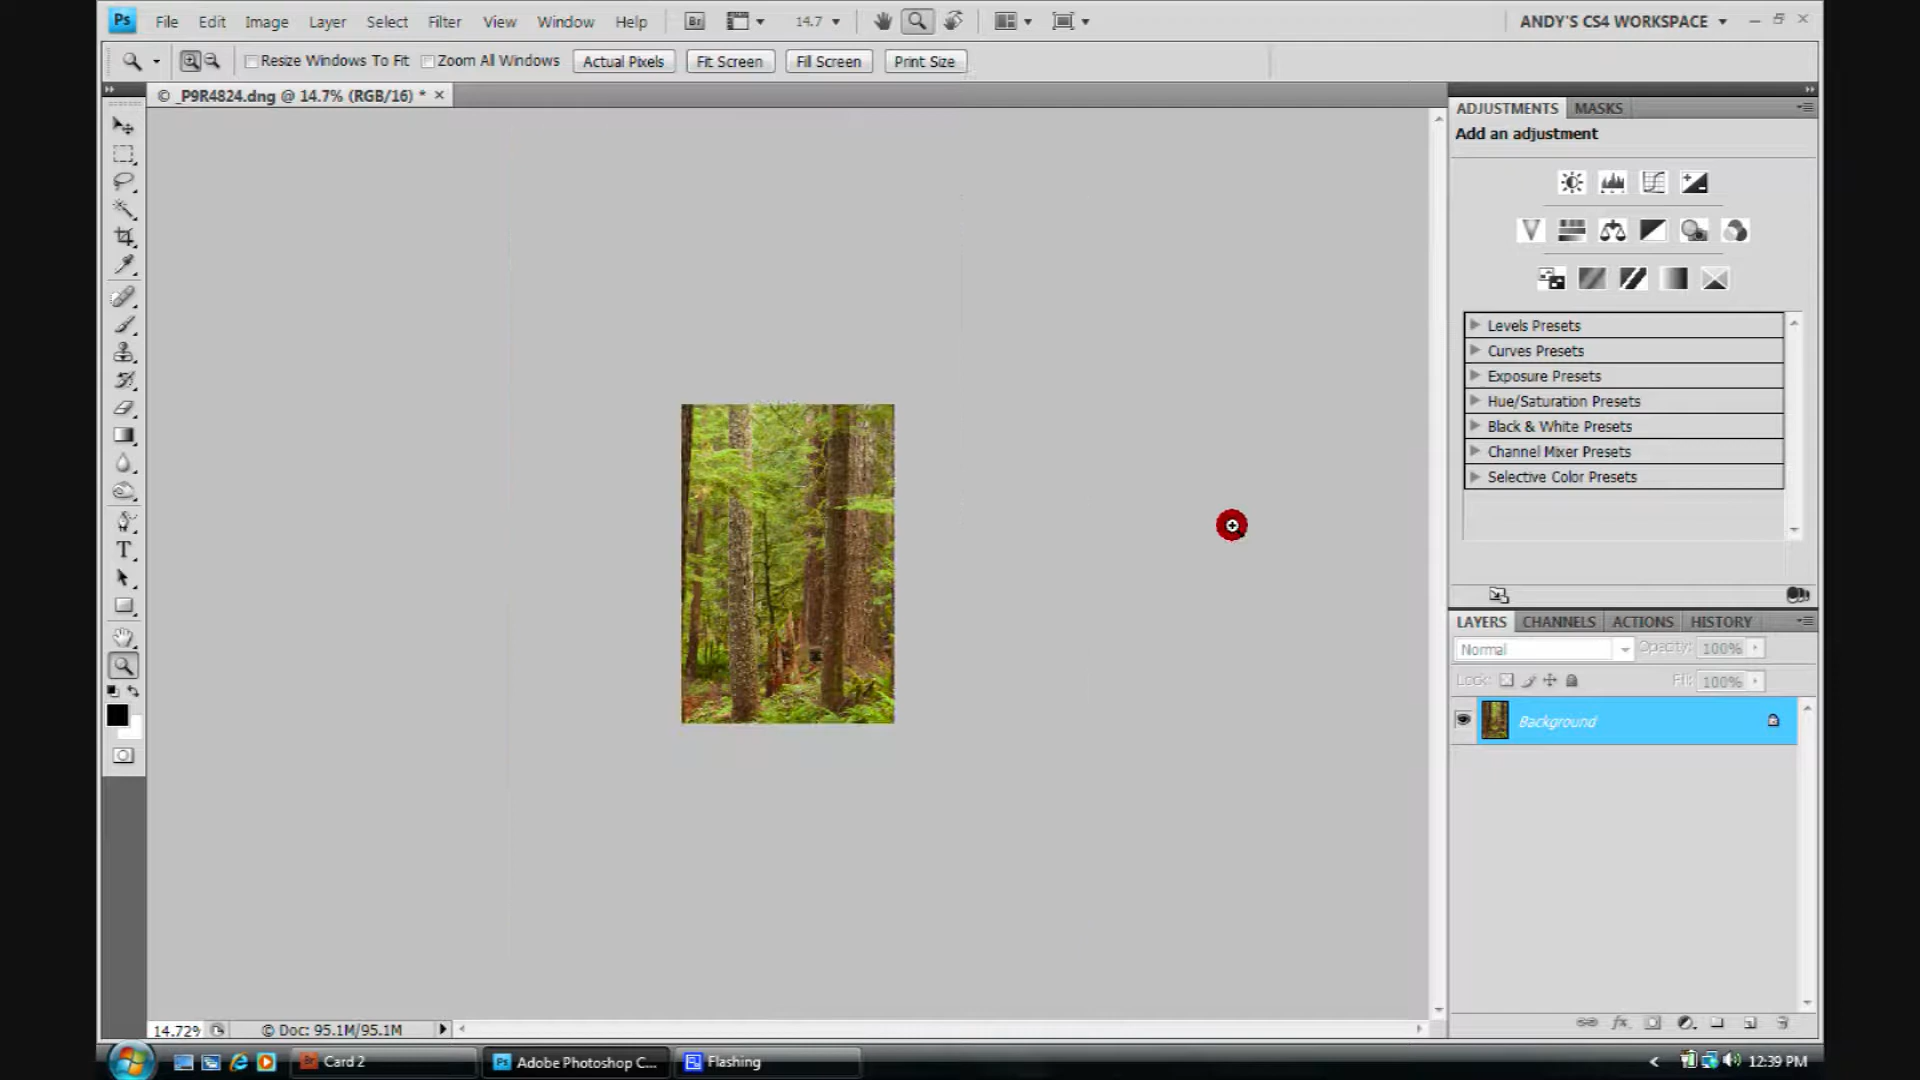 Ps File Edit Image Layer Select Filter View Window Help Br 14.7 ANDY'S CS4 WORKSPACE
Resize Windows To Fit Zoom All Windows Actual Pixels Fit Screen Fill Screen Print Size
© _P9R4824.dng @ 14.7% (RGB/16) *
ADJUSTMENTS MASKS
Add an adjustment
Levels Presets
Curves Presets
Exposure Presets
Hue/Saturation Presets
Black & White Presets
Channel Mixer Presets
Selective Color Presets
T
LAYERS CHANNELS ACTIONS HISTORY
Normal Opacity: 100%
Lock: Fill: 100%
Background
fx
14.72% © Doc: 95.1M/95.1M
Br Card 2 Ps Adobe Photoshop C... Flashing 12:39 PM